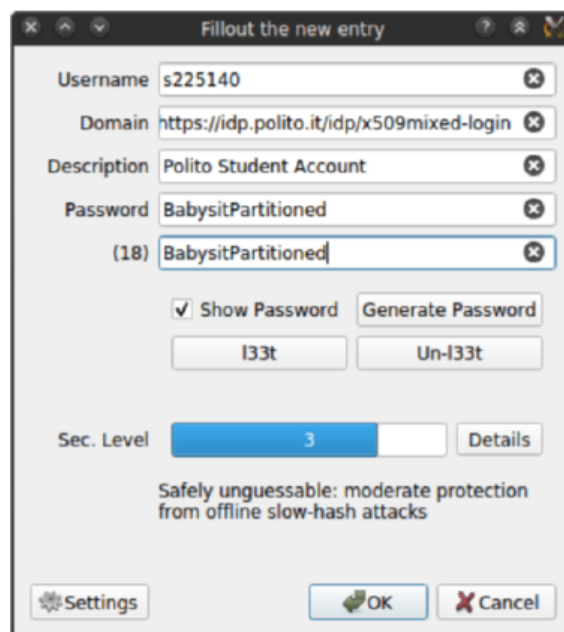 Fillout the new entry
Username s225140
Domain https://idp.polito.it/idp/x509mixed-login
Description Polito Student Account
Password BabysitPartitioned
(18) BabysitPartitioned
Show Password Generate Password
l33t Un-l33t
Sec. Level 3 Details
Safely unguessable: moderate protection
from offline slow-hash attacks
Settings OK Cancel